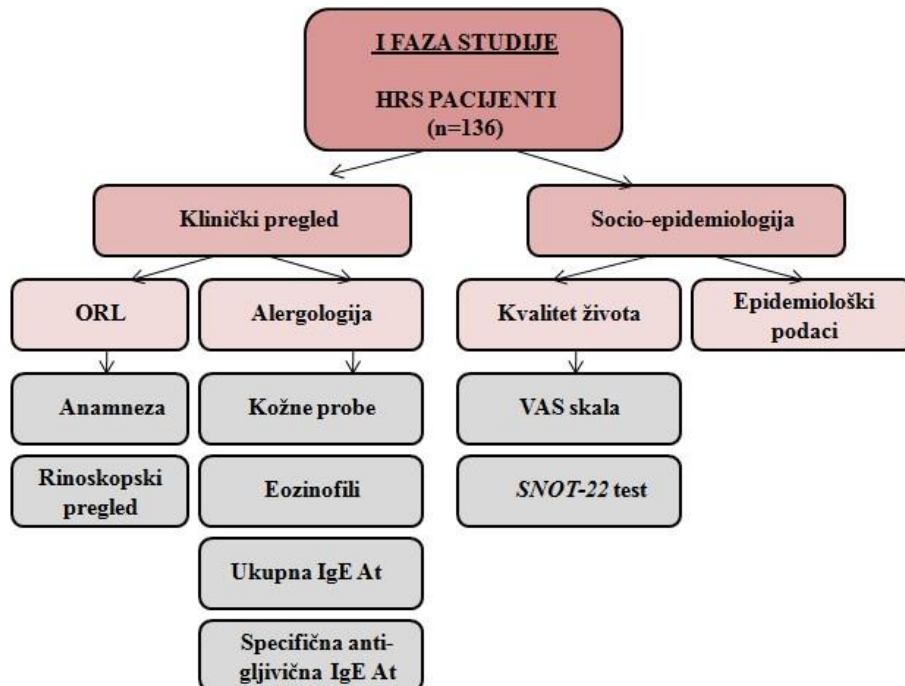 I FAZA STUDIJE
HRS PACIJENTI
(n=136)
Klinički pregled
Socio-epidemiologija
ORL
Alergologija
Kvalitet života
Epidemiološki
podaci
Anamneza
Kožne probe
VAS skala
Rinoskopski
pregled
Eozinofili
SNOT-22 test
Ukupna IgE At
Specifična anti-
gljivična IgE At